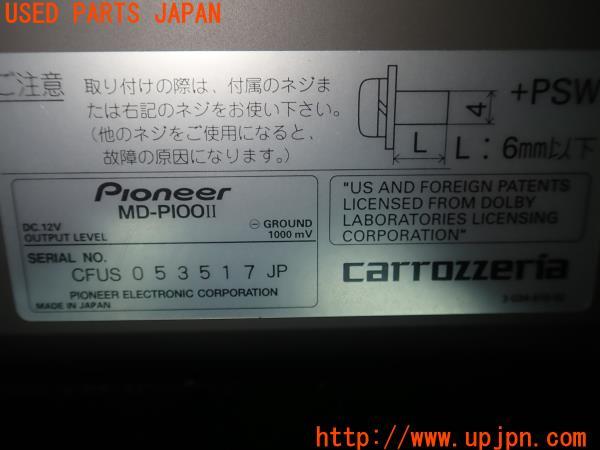 USED PARTS JAPAN
ご注意 取り付けの際は、付属のネジま
たは右記のネジをお使い下さい。
(他のネジをご使用になると、
故障の原因になります。)
L 4 +PSW
L:6mm以下
Pioneer
MD-P100II
DC.12V ⊖ GROUND
OUTPUT LEVEL 1000 mV
SERIAL NO.
CFUS 053517 JP
PIONEER ELECTRONIC CORPORATION
MADE IN JAPAN
"US AND FOREIGN PATENTS
LICENSED FROM DOLBY
LABORATORIES LICENSING
CORPORATION."
carrozzeria
http://www.upjpn.com/